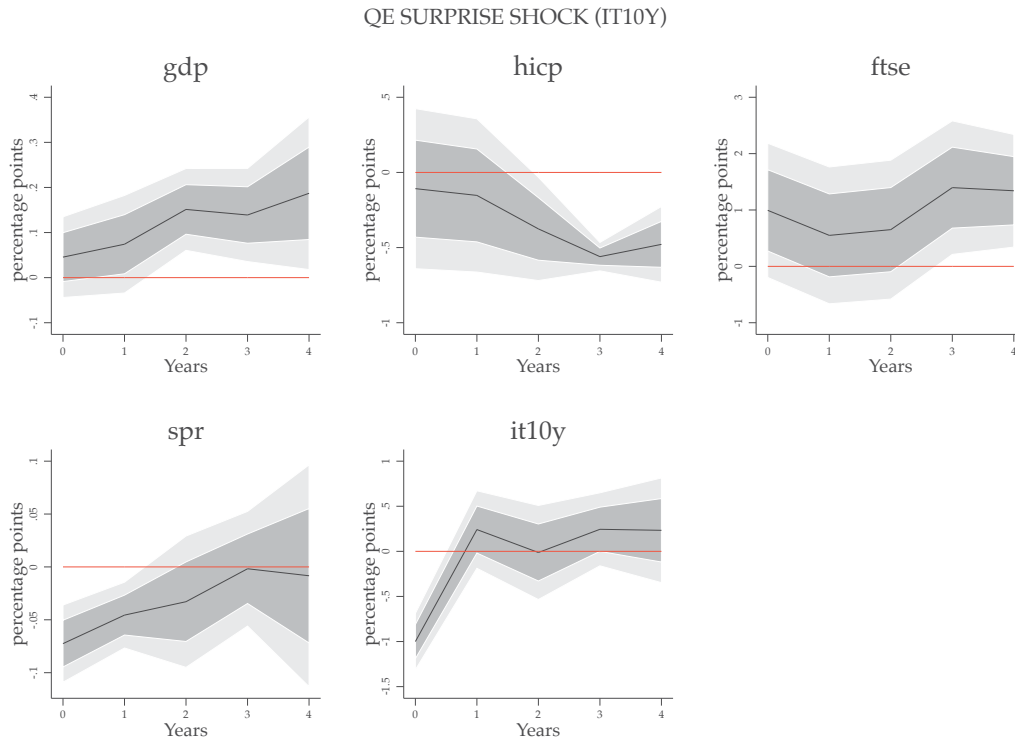 QE SURPRISE SHOCK (IT10Y)
gdp
percentage points
.4
.3
.2
.1
0
-.1
0 1 2 3 4
Years
hicp
percentage points
.5
0
-.5
-1
0 1 2 3 4
Years
ftse
percentage points
3
2
1
0
-1
0 1 2 3 4
Years
spr
percentage points
.1
.05
0
-.05
-.1
0 1 2 3 4
Years
it10y
percentage points
1
.5
0
-.5
-1
-1.5
0 1 2 3 4
Years